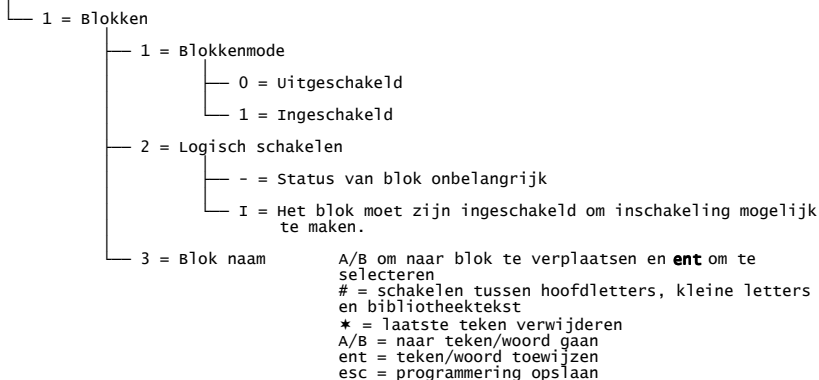 1 = Blokken
1 = Blokkenmode
0 = Uitgeschakeld
1 = Ingeschakeld
2 = Logisch schakelen
- = Status van blok onbelangrijk
I = Het blok moet zijn ingeschakeld om inschakeling mogelijk
te maken.
3 = Blok naam A/B om naar blok te verplaatsen en ent om te
selecteren
# = schakelen tussen hoofdletters, kleine letters
en bibliotheektekst
✶ = laatste teken verwijderen
A/B = naar teken/woord gaan
ent = teken/woord toewijzen
esc = programmering opslaan